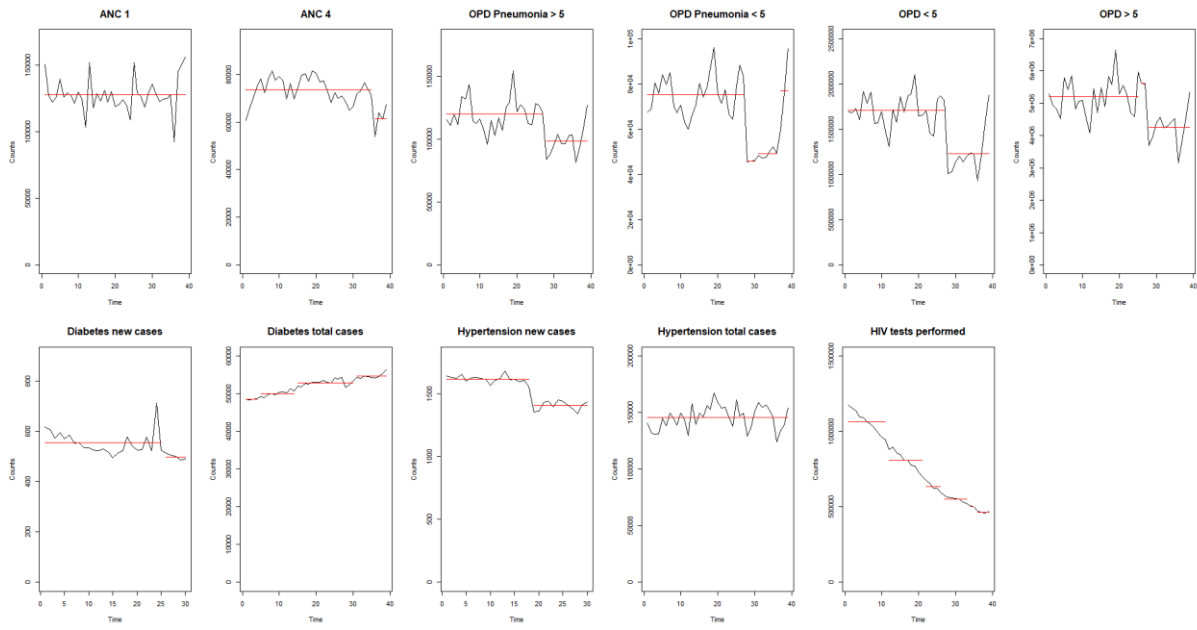 ANC 1
ANC 4
OPD Pneumonia > 5
OPD Pneumonia < 5
OPD < 5
OPD > 5
Counts
0
50000
100000
150000
Time
0 10 20 30 40
Counts
0
20000
40000
60000
80000
Time
0 10 20 30 40
Counts
0
50000
100000
150000
Time
0 10 20 30 40
Counts
0e+00
2e+04
4e+04
6e+04
8e+04
1e+05
Time
0 10 20 30 40
Counts
0
500000
1000000
1500000
2000000
2500000
Time
0 10 20 30 40
Counts
0e+00
1e+06
2e+06
3e+06
4e+06
5e+06
6e+06
7e+06
Time
0 10 20 30 40
Diabetes new cases
Diabetes total cases
Hypertension new cases
Hypertension total cases
HIV tests performed
Counts
0
200
400
600
800
Time
0 5 10 15 20 25 30
Counts
0
10000
20000
30000
40000
50000
60000
Time
0 10 20 30 40
Counts
0
500
1000
1500
Time
0 5 10 15 20 25 30
Counts
0
50000
100000
150000
200000
Time
0 10 20 30 40
Counts
0
500000
1000000
1500000
Time
0 10 20 30 40